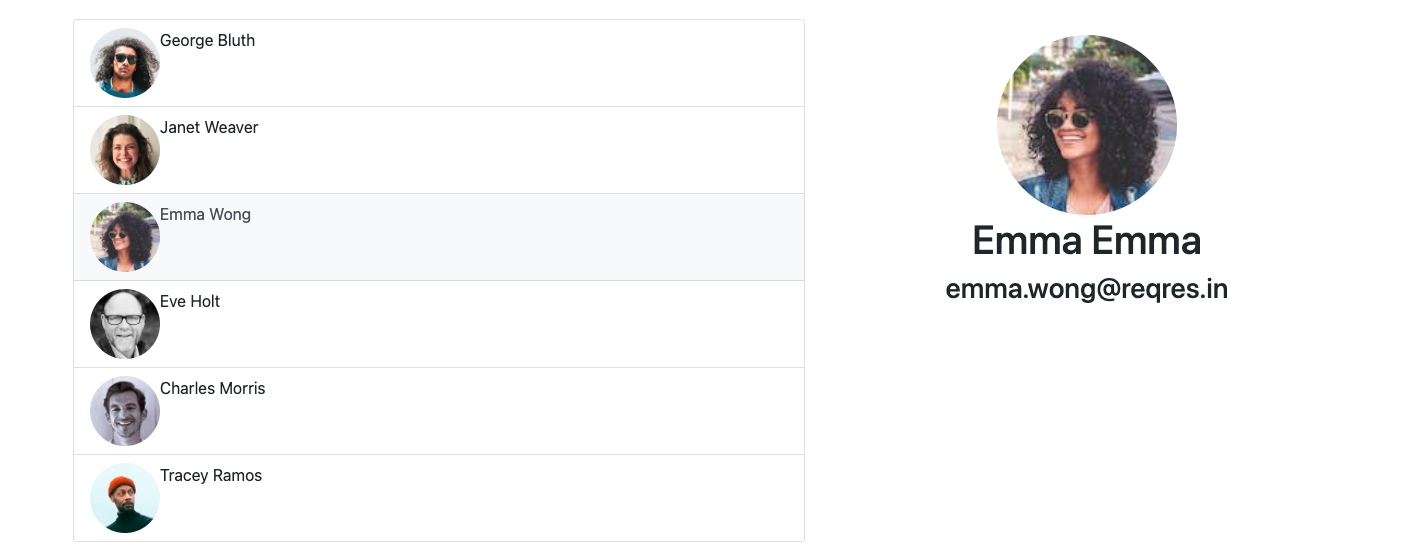 George Bluth
Janet Weaver
Emma Wong
Eve Holt
Charles Morris
Tracey Ramos
Emma Emma
emma.wong@reqres.in